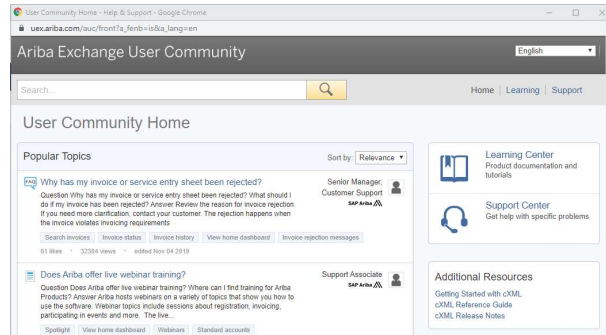 User Community Home - Help & Support - Google Chrome
uex.ariba.com/auc/front?a_fenb=is&a_lang=en
Ariba Exchange User Community
English
Search...
Home | Learning | Support
User Community Home
Popular Topics
Sort by: Relevance
FAQ
Why has my invoice or service entry sheet been rejected?
Question Why has my invoice or service entry sheet been rejected? What should I
do if my invoice has been rejected? Answer Review the reason for invoice rejection.
If you need more clarification, contact your customer. The rejection happens when
the invoice violates invoicing requirements
Senior Manager,
Customer Support
SAP Ariba
Search invoices
Invoice status
Invoice history
View home dashboard
Invoice rejection messages
61 likes · 32384 views · edited Nov 04 2019
Does Ariba offer live webinar training?
Question Does Ariba offer live webinar training? Where can I find training for Ariba
Products? Answer Ariba hosts webinars on a variety of topics that show you how to
use the software. Webinar topics include sessions about registration, invoicing,
participating in events and more. The live...
Support Associate
SAP Ariba
Spotlight
View home dashboard
Webinars
Standard accounts
Learning Center
Product documentation and
tutorials
Support Center
Get help with specific problems
Additional Resources
Getting Started with cXML
cXML Reference Guide
cXML Release Notes